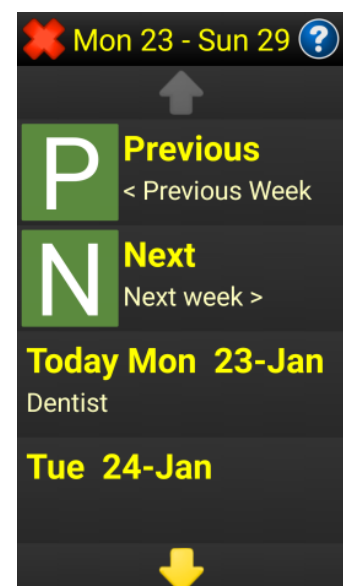 Mon 23 - Sun 29 ?
P
Previous
< Previous Week
N
Next
Next week >
Today Mon 23-Jan
Dentist
Tue 24-Jan